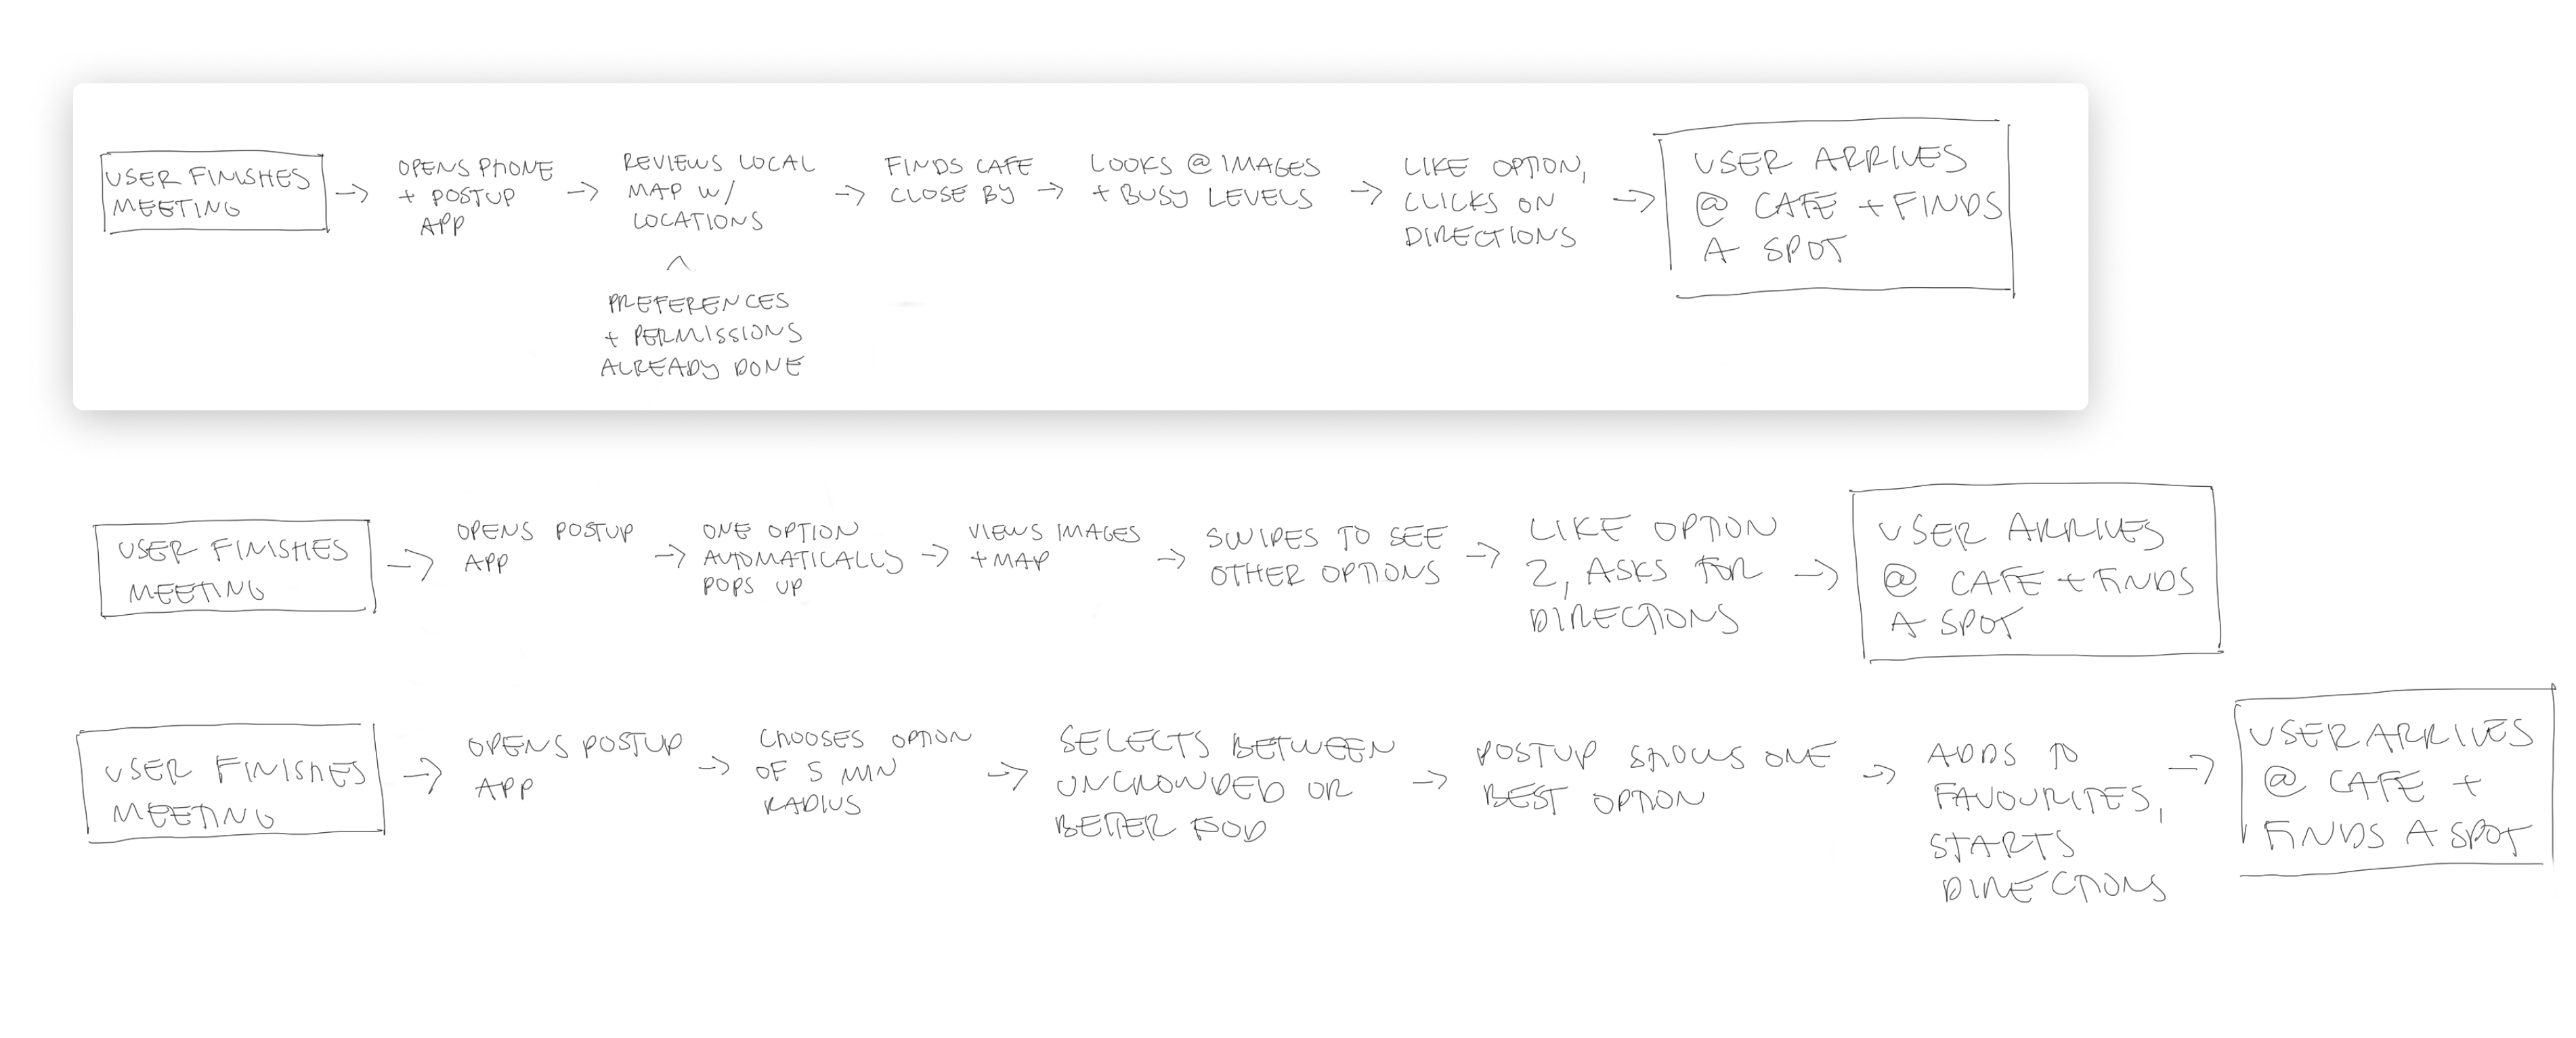 USER FINISHES
MEETING
OPENS PHONE
+ POSTUP
APP
REVIEWS LOCAL
MAP W/
LOCATIONS
PREFERENCES
+ PERMISSIONS
ALREADY DONE
FINDS CAFE
CLOSE BY
LOOKS @ IMAGES
+ BUSY LEVELS
LIKE OPTION,
CLICKS ON
DIRECTIONS
USER ARRIVES
@ CAFE + FINDS
A SPOT
USER FINISHES
MEETING
OPENS POSTUP
APP
ONE OPTION
AUTOMATICALLY
POPS UP
VIEWS IMAGES
+ MAP
SWIPES TO SEE
OTHER OPTIONS
LIKE OPTION
2, ASKS FOR
DIRECTIONS
USER ARRIVES
@ CAFE + FINDS
A SPOT
USER FINISHES
MEETING
OPENS POSTUP
APP
CHOOSES OPTION
OF 5 MIN
RADIUS
SELECTS BETWEEN
UNCROWDED OR
BETTER FOOD
POSTUP SHOWS ONE
BEST OPTION
ADDS TO
FAVOURITES,
STARTS
DIRECTIONS
USER ARRIVES
@ CAFE +
FINDS A SPOT